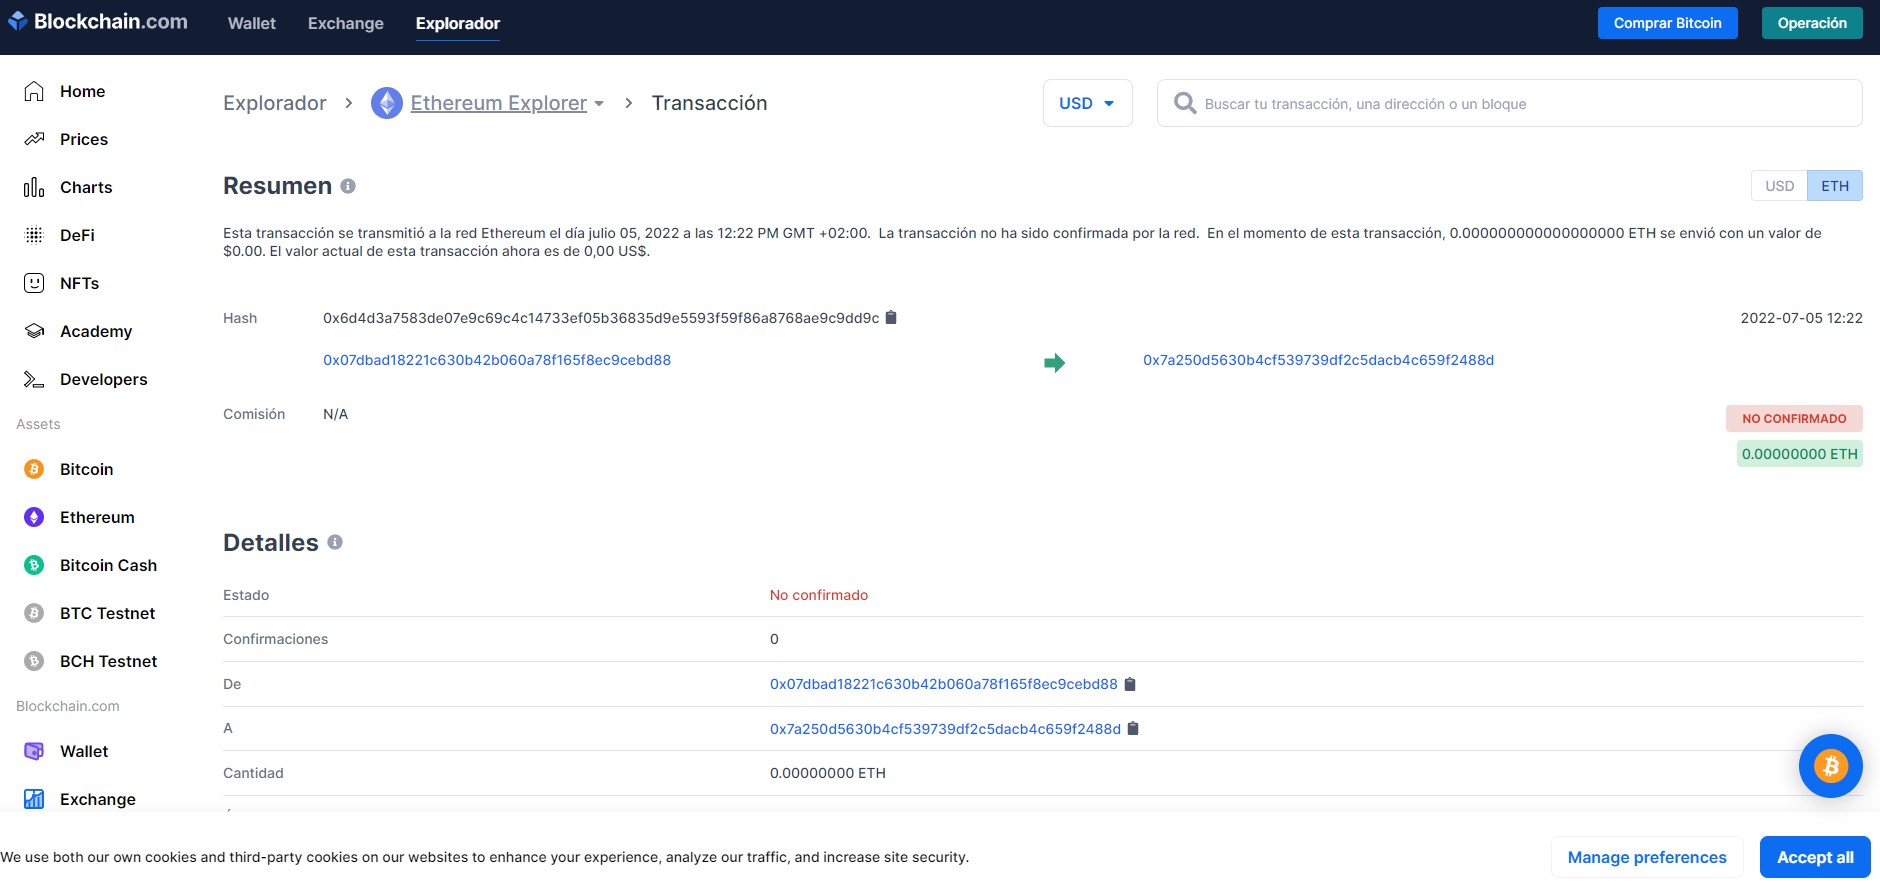 Blockchain.com Wallet Exchange Explorador Comprar Bitcoin Operación
Home
Prices
Charts
DeFi
NFTs
Academy
Developers
Assets
Bitcoin
Ethereum
Bitcoin Cash
BTC Testnet
BCH Testnet
Blockchain.com
Wallet
Exchange
Explorador > Ethereum Explorer > Transacción
USD
Buscar tu transacción, una dirección o un bloque
Resumen
USD ETH
Esta transacción se transmitió a la red Ethereum el día julio 05, 2022 a las 12:22 PM GMT +02:00. La transacción no ha sido confirmada por la red. En el momento de esta transacción, 0.000000000000000000 ETH se envió con un valor de
$0.00. El valor actual de esta transacción ahora es de 0,00 US$.
Hash 0x6d4d3a7583de07e9c69c4c14733ef05b36835d9e5593f59f86a8768ae9c9dd9c 2022-07-05 12:22
0x07dbad18221c630b42b060a78f165f8ec9cebd88 0x7a250d5630b4cf539739df2c5dacb4c659f2488d
Comisión N/A
NO CONFIRMADO
0.00000000 ETH
Detalles
Estado No confirmado
Confirmaciones 0
De 0x07dbad18221c630b42b060a78f165f8ec9cebd88
A 0x7a250d5630b4cf539739df2c5dacb4c659f2488d
Cantidad 0.00000000 ETH
We use both our own cookies and third-party cookies on our websites to enhance your experience, analyze our traffic, and increase site security.
Manage preferences Accept all